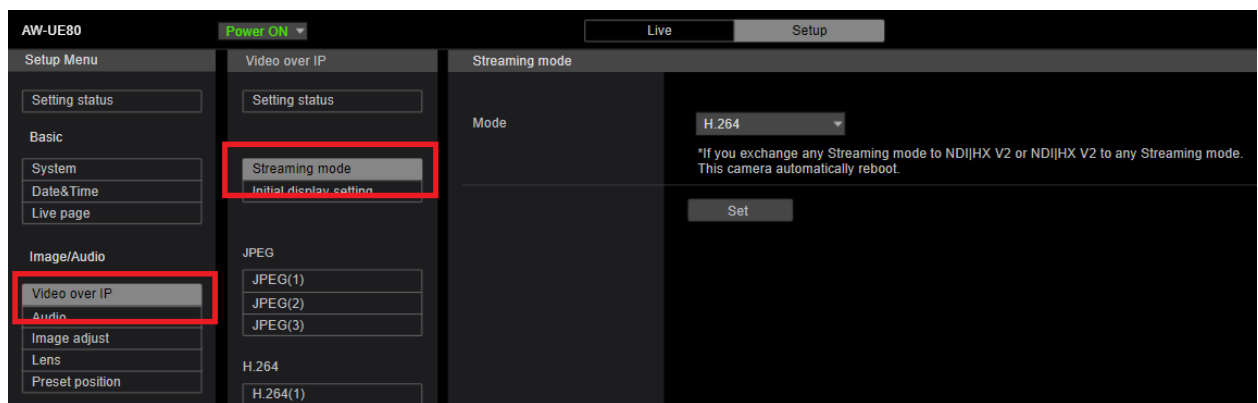 AW-UE80
Power ON
Live
Setup
Setup Menu
Video over IP
Streaming mode
Setting status
Setting status
Mode
H.264
*If you exchange any Streaming mode to NDI|HX V2 or NDI|HX V2 to any Streaming mode.
This camera automatically reboot.
Set
Basic
System
Date&Time
Live page
Image/Audio
Video over IP
Audio
Image adjust
Lens
Preset position
Streaming mode
Initial display setting
JPEG
JPEG(1)
JPEG(2)
JPEG(3)
H.264
H.264(1)